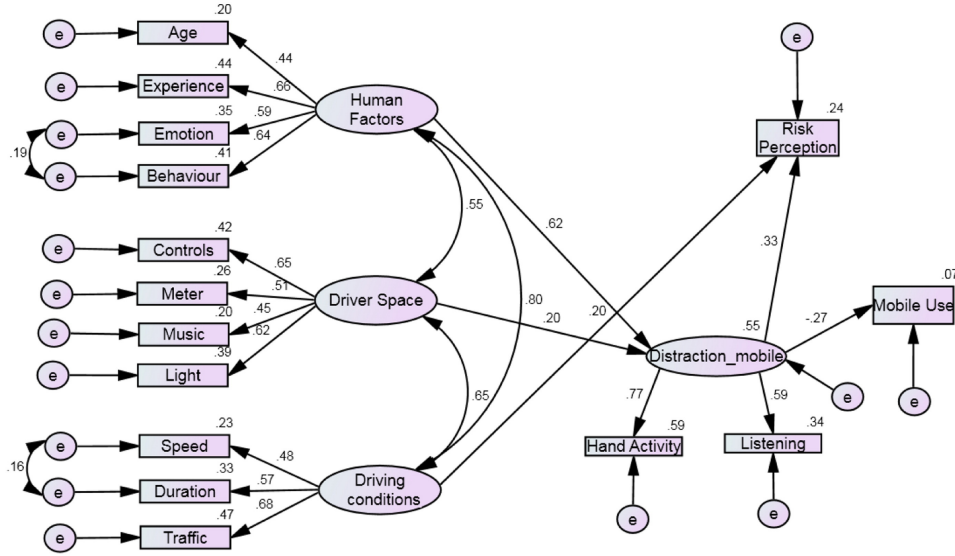 .20
e
Age
.44
.44
e
Experience
.66
.35
Human
Factors
.59
e
Emotion
.64
.19
.41
e
Behaviour
.24
e
Risk
Perception
.55
.62
.33
.42
e
Controls
.65
.26
e
Meter
.51
.20
.45
e
Music
.62
.39
e
Light
Driver Space
.80
.20
.20
.07
-.27
Mobile Use
e
.55
Distraction_mobile
e
.77
.59
.59
Hand Activity
e
.34
Listening
e
.65
.23
e
Speed
.48
.16
.33
e
Duration
.57
.68
.47
e
Traffic
Driving
conditions